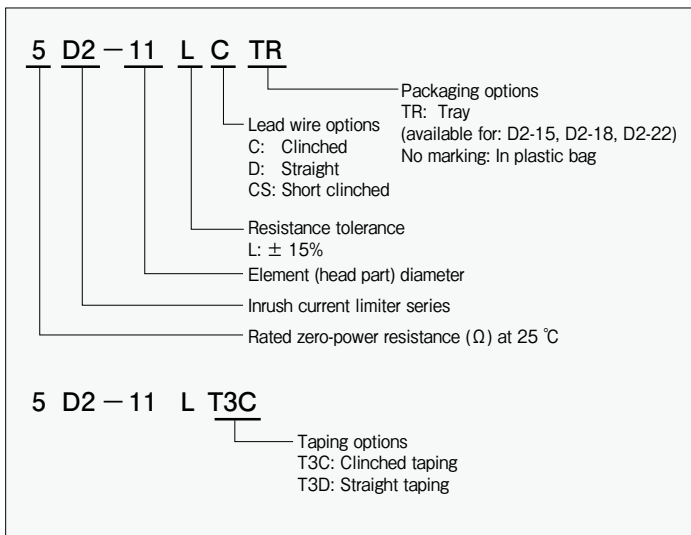 5 D2－11 L C TR
Packaging options
TR: Tray
(available for: D2-15, D2-18, D2-22)
No marking: In plastic bag
Lead wire options
C: Clinched
D: Straight
CS: Short clinched
Resistance tolerance
L: ± 15%
Element (head part) diameter
Inrush current limiter series
Rated zero-power resistance (Ω) at 25 ℃
5 D2－11 L T3C
Taping options
T3C: Clinched taping
T3D: Straight taping